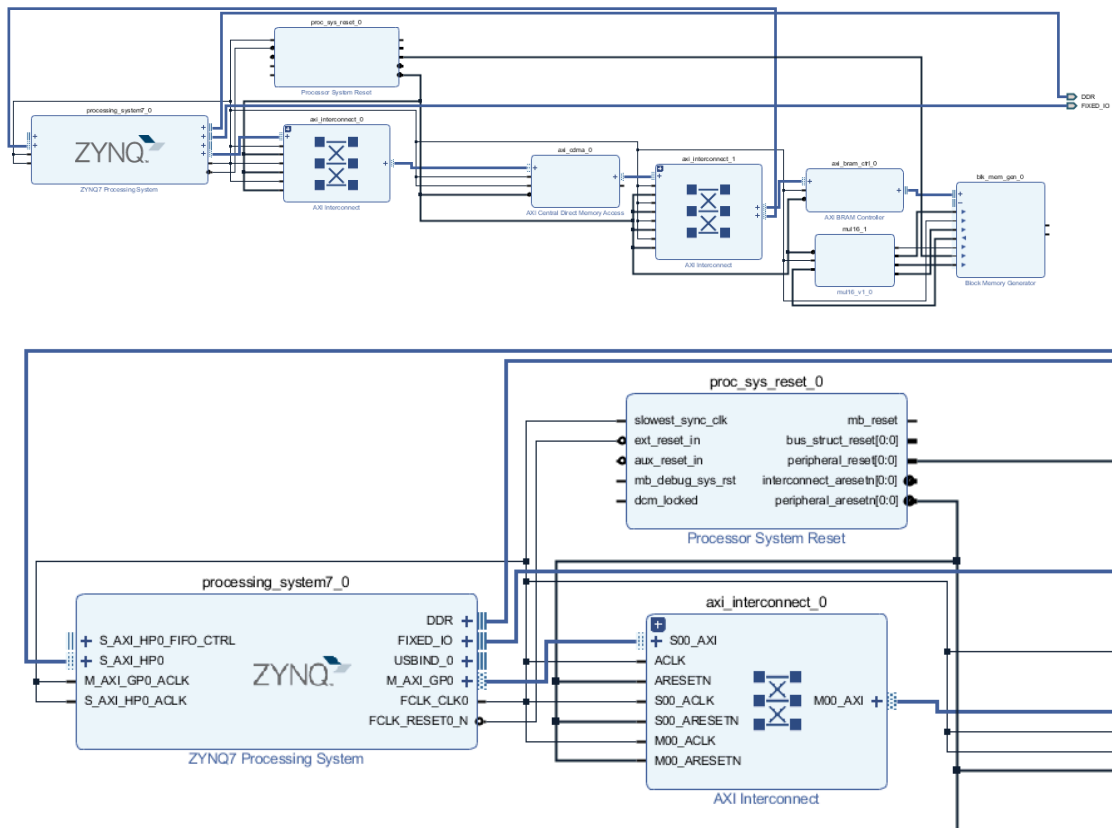 proc_sys_reset_0
Processor System Reset
DDR
FIXED_IO
processing_system7_0
ZYNQ
ZYNQ7 Processing System
axi_interconnect_0
AXI Interconnect
axi_cdma_0
AXI Central Direct Memory Access
axi_interconnect_1
AXI Interconnect
axi_bram_ctrl_0
AXI BRAM Controller
mul16_1
mul16_v1_0
blk_mem_gen_0
Block Memory Generator
proc_sys_reset_0
slowest_sync_clk
ext_reset_in
aux_reset_in
mb_debug_sys_rst
dcm_locked
mb_reset
bus_struct_reset[0:0]
peripheral_reset[0:0]
interconnect_aresetn[0:0]
peripheral_aresetn[0:0]
Processor System Reset
processing_system7_0
S_AXI_HP0_FIFO_CTRL
S_AXI_HP0
M_AXI_GP0_ACLK
S_AXI_HP0_ACLK
ZYNQ
DDR
FIXED_IO
USBIND_0
M_AXI_GP0
FCLK_CLK0
FCLK_RESET0_N
ZYNQ7 Processing System
axi_interconnect_0
S00_AXI
ACLK
ARESETN
S00_ACLK
S00_ARESETN
M00_ACLK
M00_ARESETN
M00_AXI
AXI Interconnect